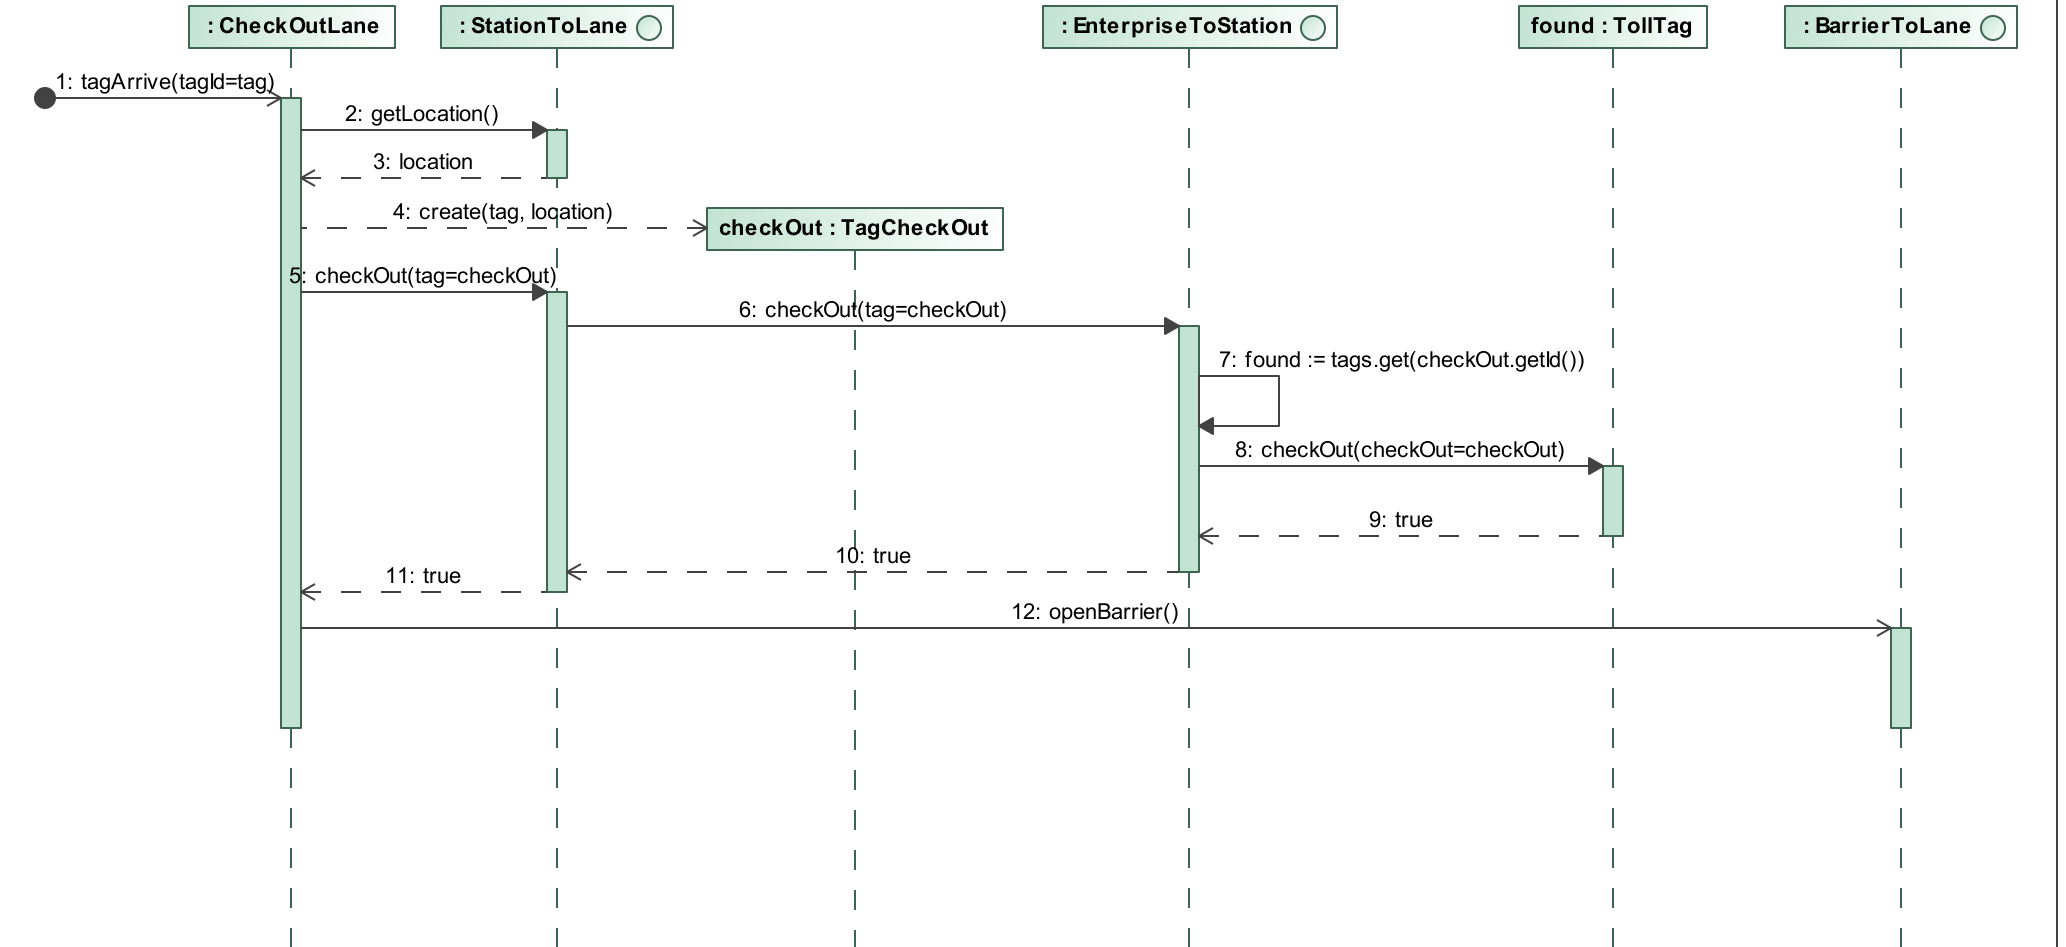 : CheckOutLane
: StationToLane
: EnterpriseToStation
found : TollTag
: BarrierToLane
1: tagArrive(tagId=tag)
2: getLocation()
3: location
4: create(tag, location)
checkOut : TagCheckOut
5: checkOut(tag=checkOut)
6: checkOut(tag=checkOut)
7: found := tags.get(checkOut.getId())
8: checkOut(checkOut=checkOut)
9: true
10: true
11: true
12: openBarrier()